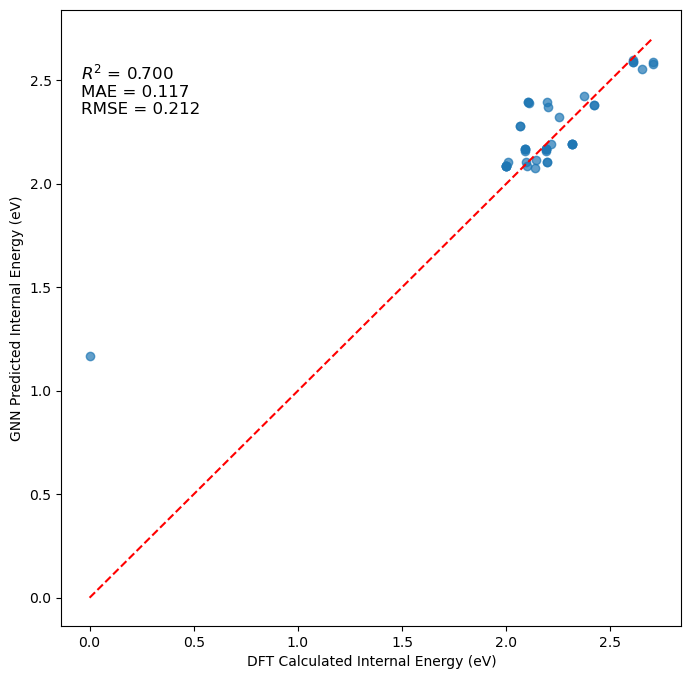 R² = 0.700
MAE = 0.117
RMSE = 0.212
2.5
2.0
1.5
1.0
0.5
0.0
GNN Predicted Internal Energy (eV)
0.0 0.5 1.0 1.5 2.0 2.5
DFT Calculated Internal Energy (eV)